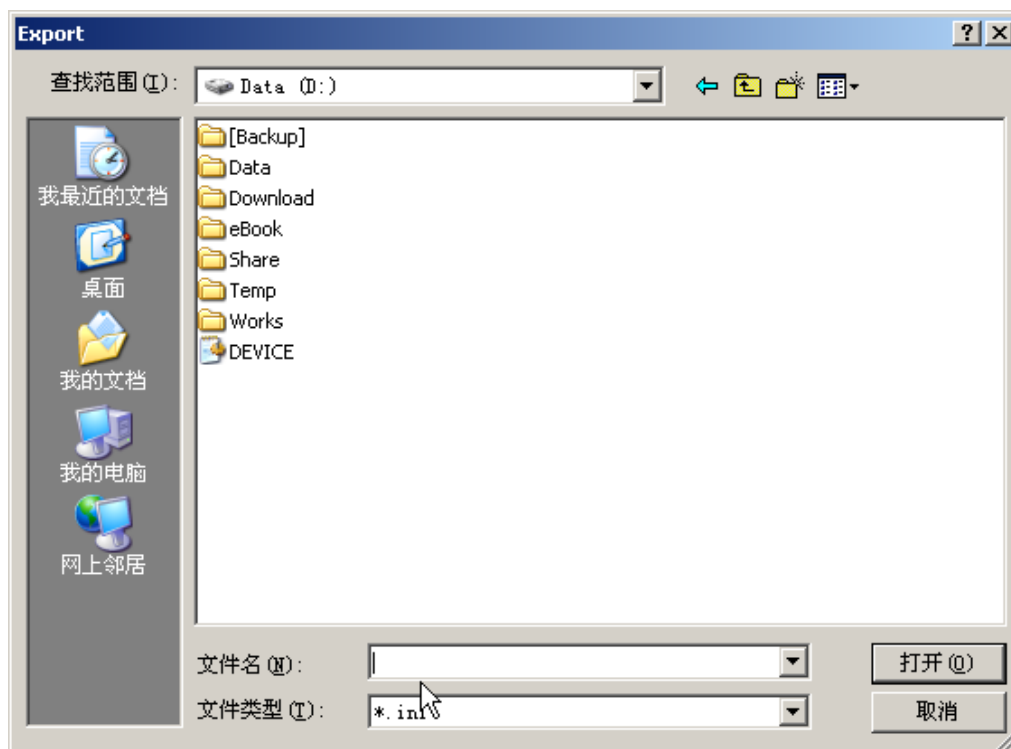 Export
查找范围(I):
Data (D:)
我最近的文档
桌面
我的文档
我的电脑
网上邻居
[Backup]
Data
Download
eBook
Share
Temp
Works
DEVICE
文件名(N):
打开(O)
文件类型(T):
取消